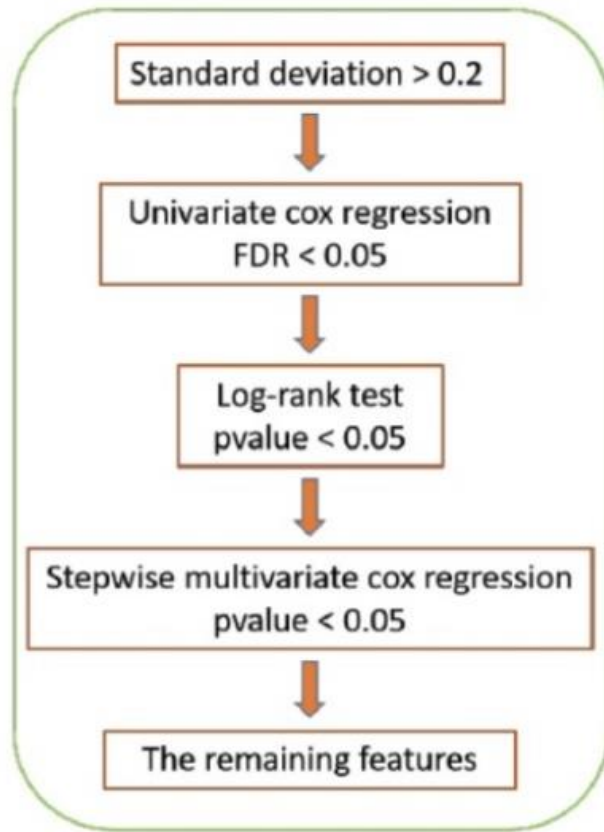 Standard deviation > 0.2
Univariate cox regression
FDR < 0.05
Log-rank test
pvalue < 0.05
Stepwise multivariate cox regression
pvalue < 0.05
The remaining features